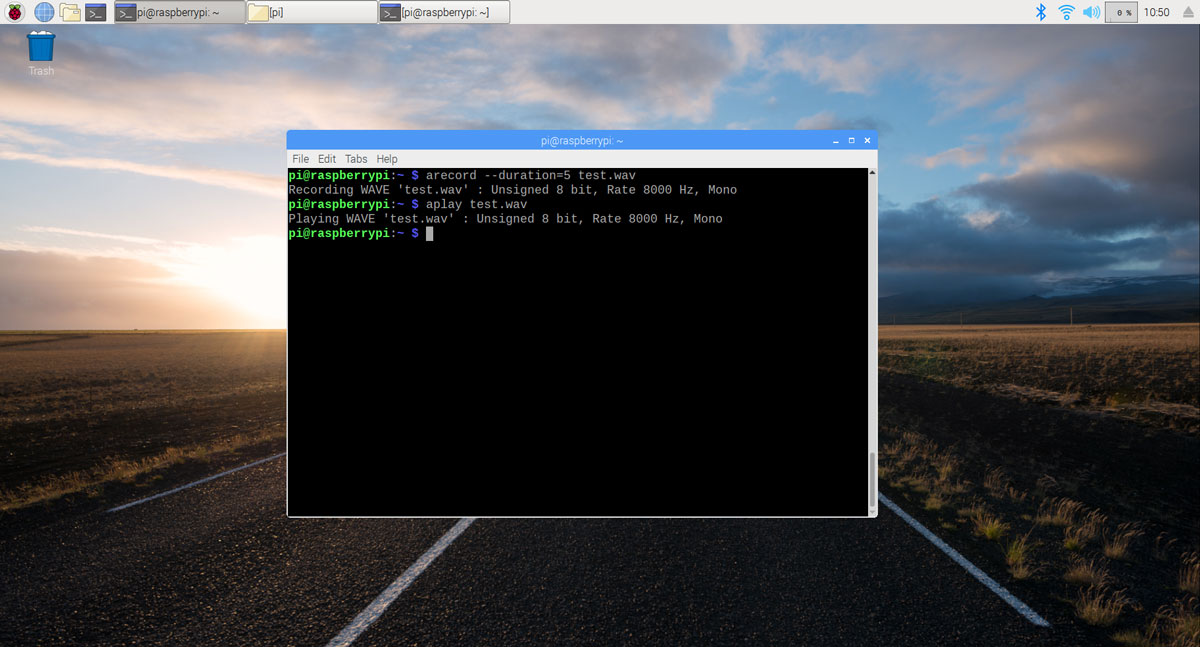 pi@raspberrypi: ~
[pi]
[pi@raspberrypi: ~]
0 %
10:50
Trash
pi@raspberrypi: ~
File Edit Tabs Help
pi@raspberrypi:~ $ arecord --duration=5 test.wav
Recording WAVE 'test.wav' : Unsigned 8 bit, Rate 8000 Hz, Mono
pi@raspberrypi:~ $ aplay test.wav
Playing WAVE 'test.wav' : Unsigned 8 bit, Rate 8000 Hz, Mono
pi@raspberrypi:~ $